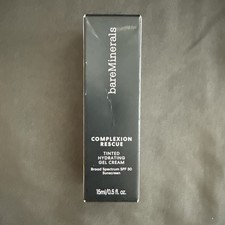 bareMinerals
COMPLEXION
RESCUE
TINTED
HYDRATING
GEL CREAM
Broad Spectrum SPF 30
Sunscreen
15ml/0.5 fl. oz.